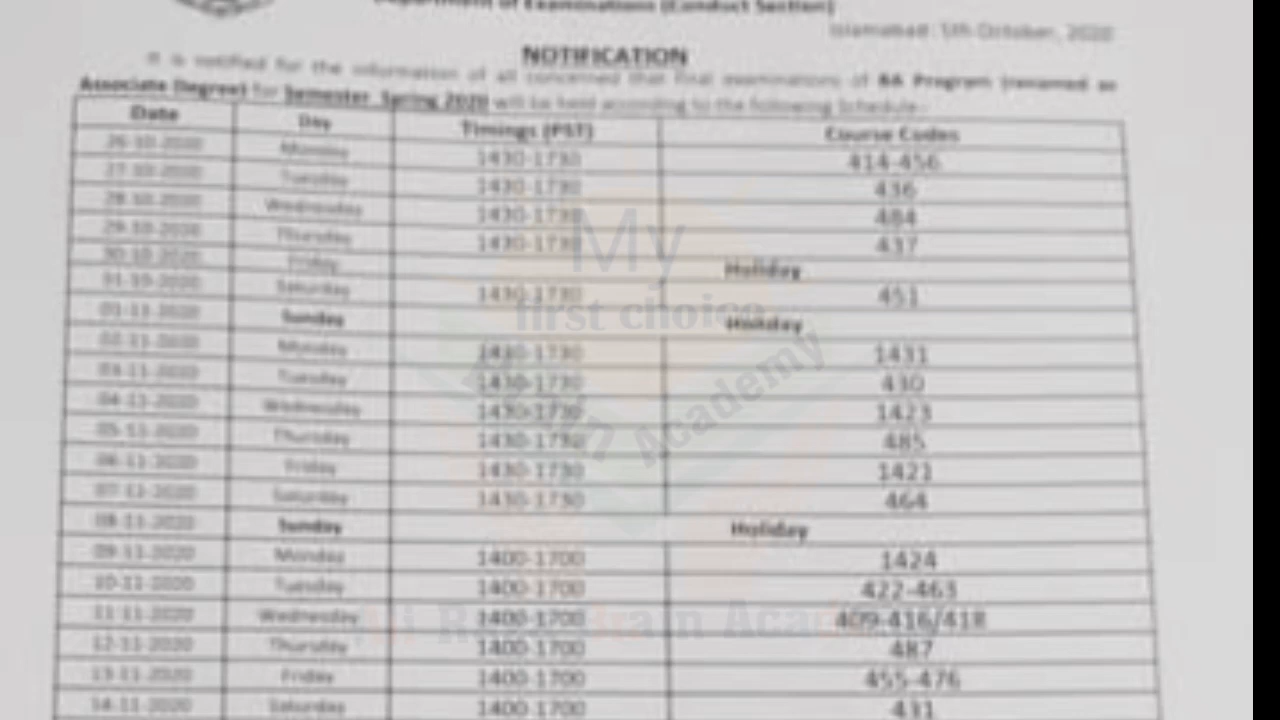 Department of Examinations (Conduct Section)
Islamabad: 5th October, 2020
NOTIFICATION
It is notified for the information of all concerned that final examinations of BA Program (renamed as
Associate Degree) for Semester Spring 2020 will be held according to the following Schedule:-
Date Day Timings (PST) Course Codes
26-10-2020 Monday 1430-1730 414-456
27-10-2020 Tuesday 1430-1730 436
28-10-2020 Wednesday 1430-1730 484
29-10-2020 Thursday 1430-1730 437
30-10-2020 Friday Holiday
31-10-2020 Saturday 1430-1730 451
01-11-2020 Sunday Holiday
02-11-2020 Monday 1430-1730 1431
03-11-2020 Tuesday 1430-1730 430
04-11-2020 Wednesday 1430-1730 1423
05-11-2020 Thursday 1430-1730 485
06-11-2020 Friday 1430-1730 1421
07-11-2020 Saturday 1430-1730 464
08-11-2020 Sunday Holiday
09-11-2020 Monday 1400-1700 1424
10-11-2020 Tuesday 1400-1700 422-463
11-11-2020 Wednesday 1400-1700 409-416/418
12-11-2020 Thursday 1400-1700 487
13-11-2020 Friday 1400-1700 455-476
14-11-2020 Saturday 1400-1700 431
My
first choice
Academy